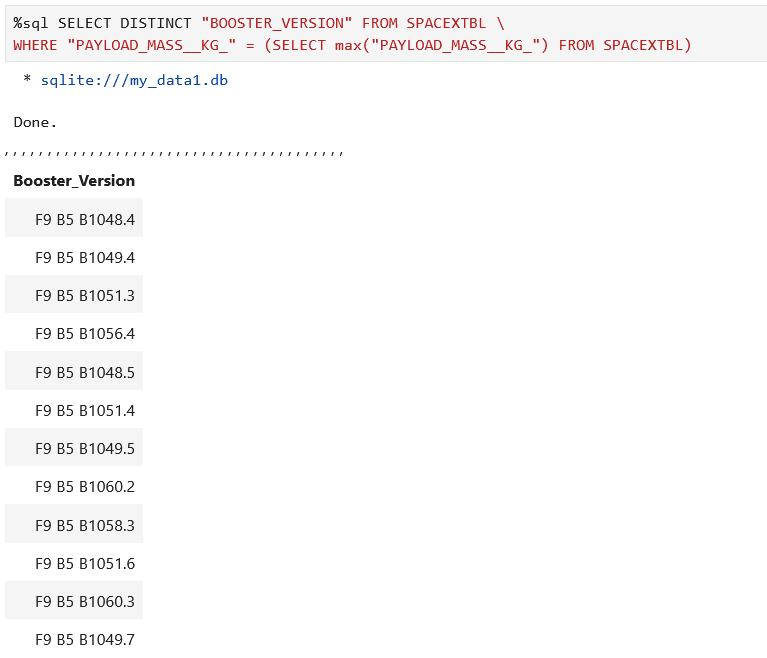 %sql SELECT DISTINCT "BOOSTER_VERSION" FROM SPACEXTBL \
WHERE "PAYLOAD_MASS__KG_" = (SELECT max("PAYLOAD_MASS__KG_") FROM SPACEXTBL)
* sqlite:///my_data1.db
Done.
,,,,,,,,,,,,,,,,,,,,,,,,,,,,,,,,,,,,,,,,
Booster_Version
F9 B5 B1048.4
F9 B5 B1049.4
F9 B5 B1051.3
F9 B5 B1056.4
F9 B5 B1048.5
F9 B5 B1051.4
F9 B5 B1049.5
F9 B5 B1060.2
F9 B5 B1058.3
F9 B5 B1051.6
F9 B5 B1060.3
F9 B5 B1049.7